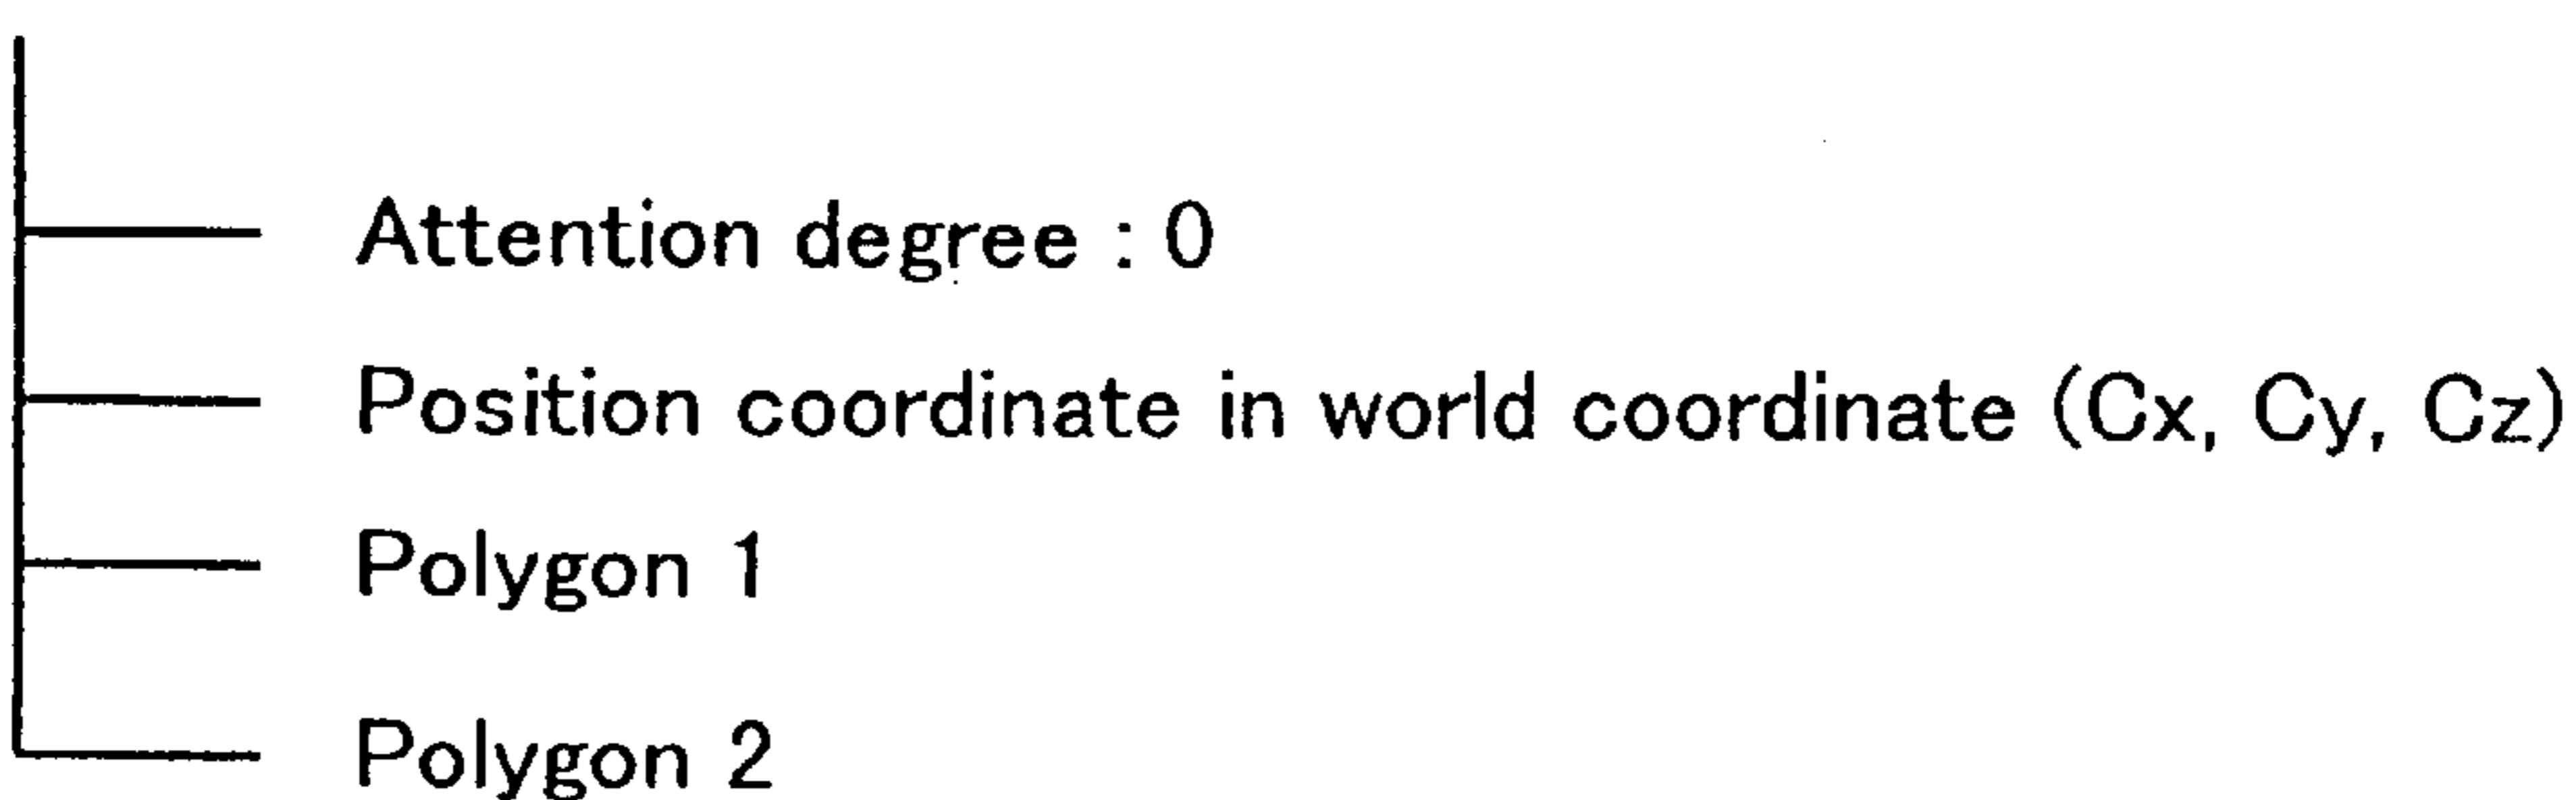 Attention degree : 0
Position coordinate in world coordinate (Cx, Cy, Cz)
Polygon 1
Polygon 2